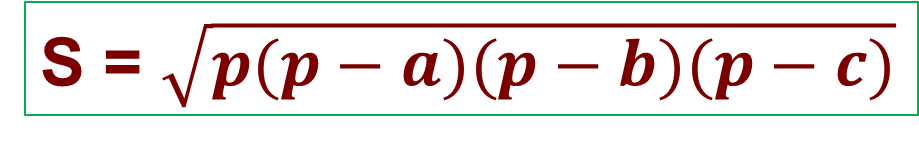 S = √p(p − a)(p − b)(p − c)